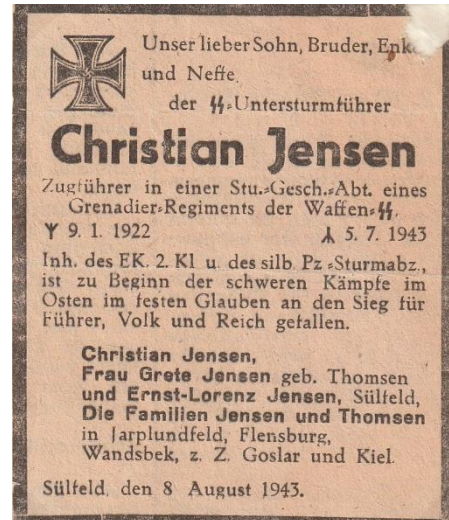 Unser lieber Sohn, Bruder, Enkel
und Neffe,
der ᛋᛋ-Untersturmführer
Christian Jensen
Zugführer in einer Stu.-Gesch.-Abt. eines
Grenadier-Regiments der Waffen-ᛋᛋ.
ᛉ 9. 1. 1922 ᛦ 5. 7. 1943
Inh. des EK. 2. Kl u. des silb. Pz.-Sturmabz.,
ist zu Beginn der schweren Kämpfe im
Osten im festen Glauben an den Sieg für
Führer, Volk und Reich gefallen.
Christian Jensen,
Frau Grete Jensen geb. Thomsen
und Ernst-Lorenz Jensen, Sülfeld,
Die Familien Jensen und Thomsen
in Jarplundfeld, Flensburg,
Wandsbek, z. Z. Goslar und Kiel.
Sülfeld, den 8 August 1943.